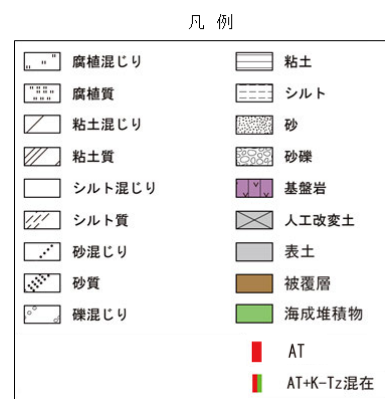 凡 例
腐植混じり
腐植質
粘土混じり
粘土質
シルト混じり
シルト質
砂混じり
砂質
礫混じり
粘土
シルト
砂
砂礫
基盤岩
人工改変土
表土
被覆層
海成堆積物
AT
AT+K-Tz混在